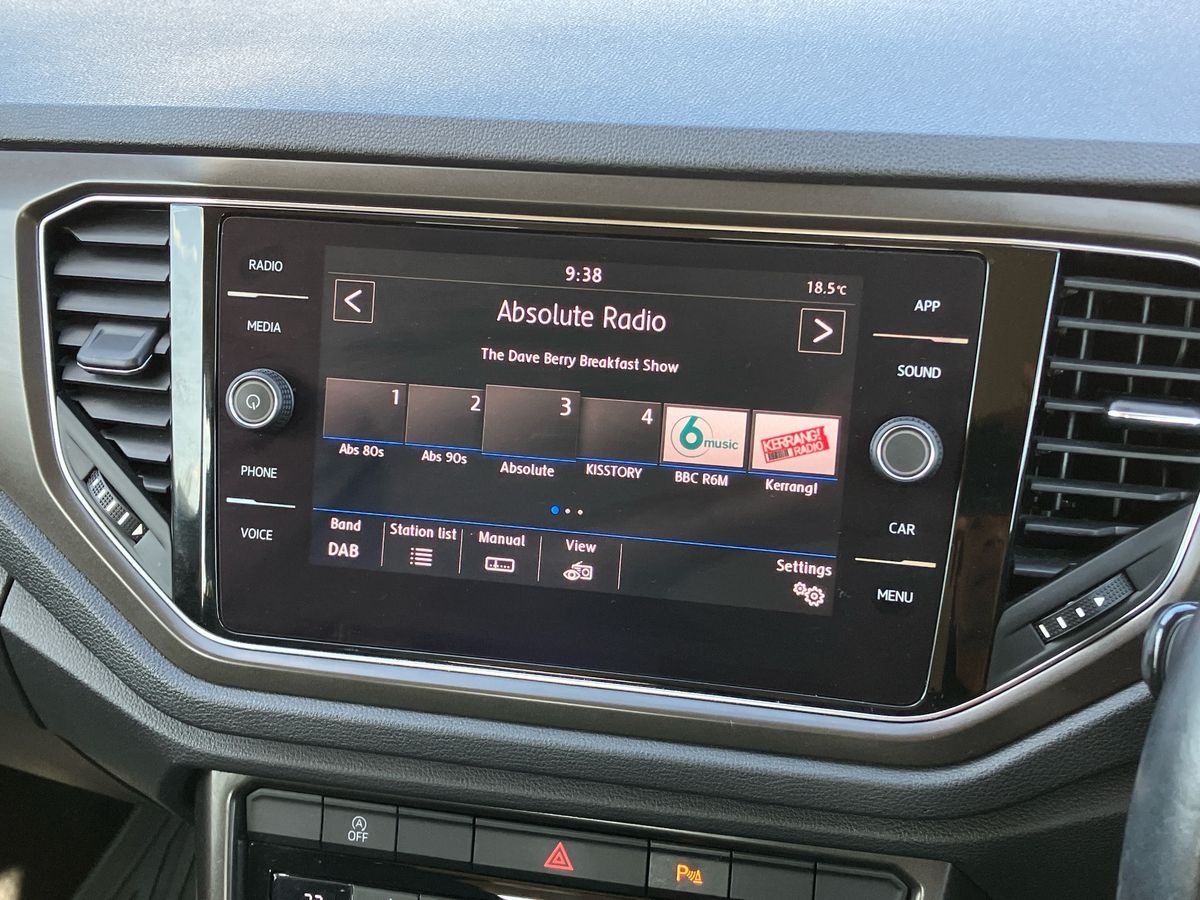 RADIO
MEDIA
PHONE
VOICE
9:38
18.5°C
<
Absolute Radio
>
The Dave Berry Breakfast Show
1
2
3
4
6 music
KERRANG!
RADIO
Abs 80s
Abs 90s
Absolute
KISSTORY
BBC R6M
Kerrang!
Band
DAB
Station list
Manual
View
Settings
APP
SOUND
CAR
MENU
A
OFF
P